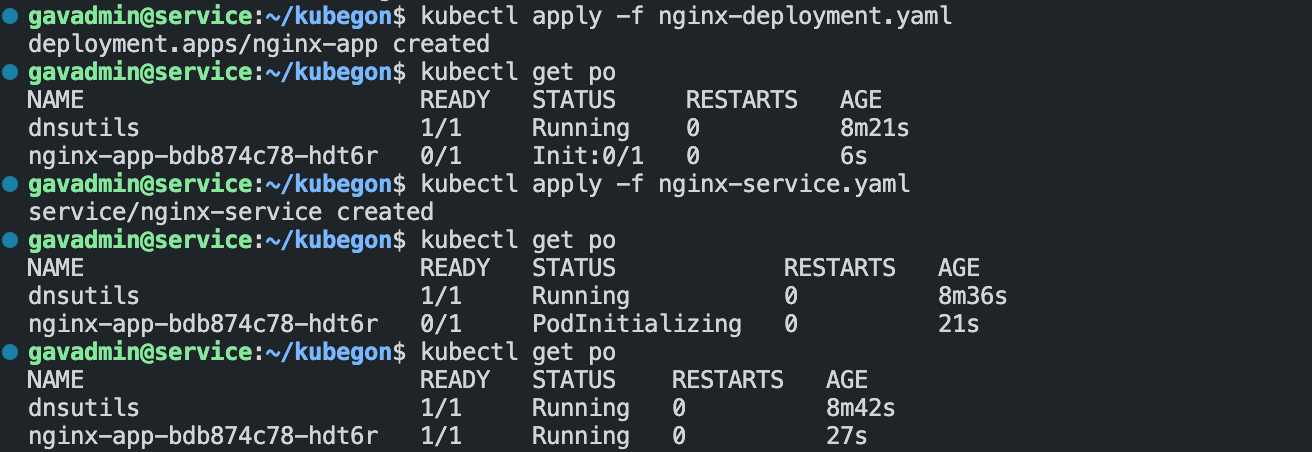 gavadmin@service:~/kubegon$ kubectl apply -f nginx-deployment.yaml
deployment.apps/nginx-app created
gavadmin@service:~/kubegon$ kubectl get po
NAME                        READY   STATUS     RESTARTS   AGE
dnsutils                    1/1     Running    0          8m21s
nginx-app-bdb874c78-hdt6r   0/1     Init:0/1   0          6s
gavadmin@service:~/kubegon$ kubectl apply -f nginx-service.yaml
service/nginx-service created
gavadmin@service:~/kubegon$ kubectl get po
NAME                        READY   STATUS            RESTARTS   AGE
dnsutils                    1/1     Running           0          8m36s
nginx-app-bdb874c78-hdt6r   0/1     PodInitializing   0          21s
gavadmin@service:~/kubegon$ kubectl get po
NAME                        READY   STATUS    RESTARTS   AGE
dnsutils                    1/1     Running   0          8m42s
nginx-app-bdb874c78-hdt6r   1/1     Running   0          27s